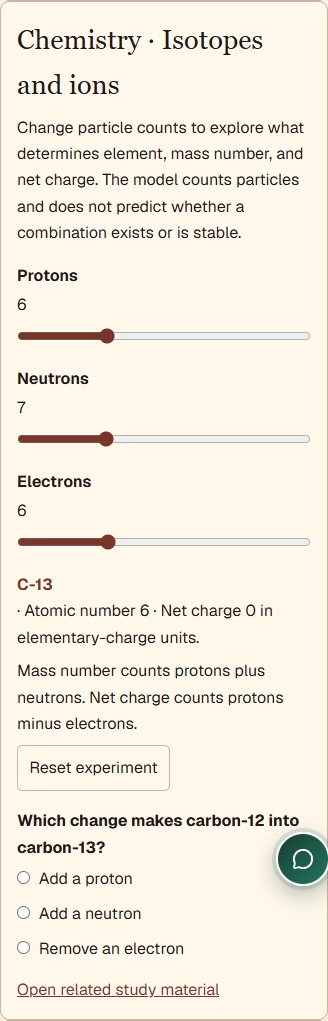 Chemistry · Isotopes
and ions
Change particle counts to explore what
determines element, mass number, and
net charge. The model counts particles
and does not predict whether a
combination exists or is stable.
Protons
6
Neutrons
7
Electrons
6
C-13
· Atomic number 6 · Net charge 0 in
elementary-charge units.
Mass number counts protons plus
neutrons. Net charge counts protons
minus electrons.
Reset experiment
Which change makes carbon-12 into
carbon-13?
Add a proton
Add a neutron
Remove an electron
Open related study material